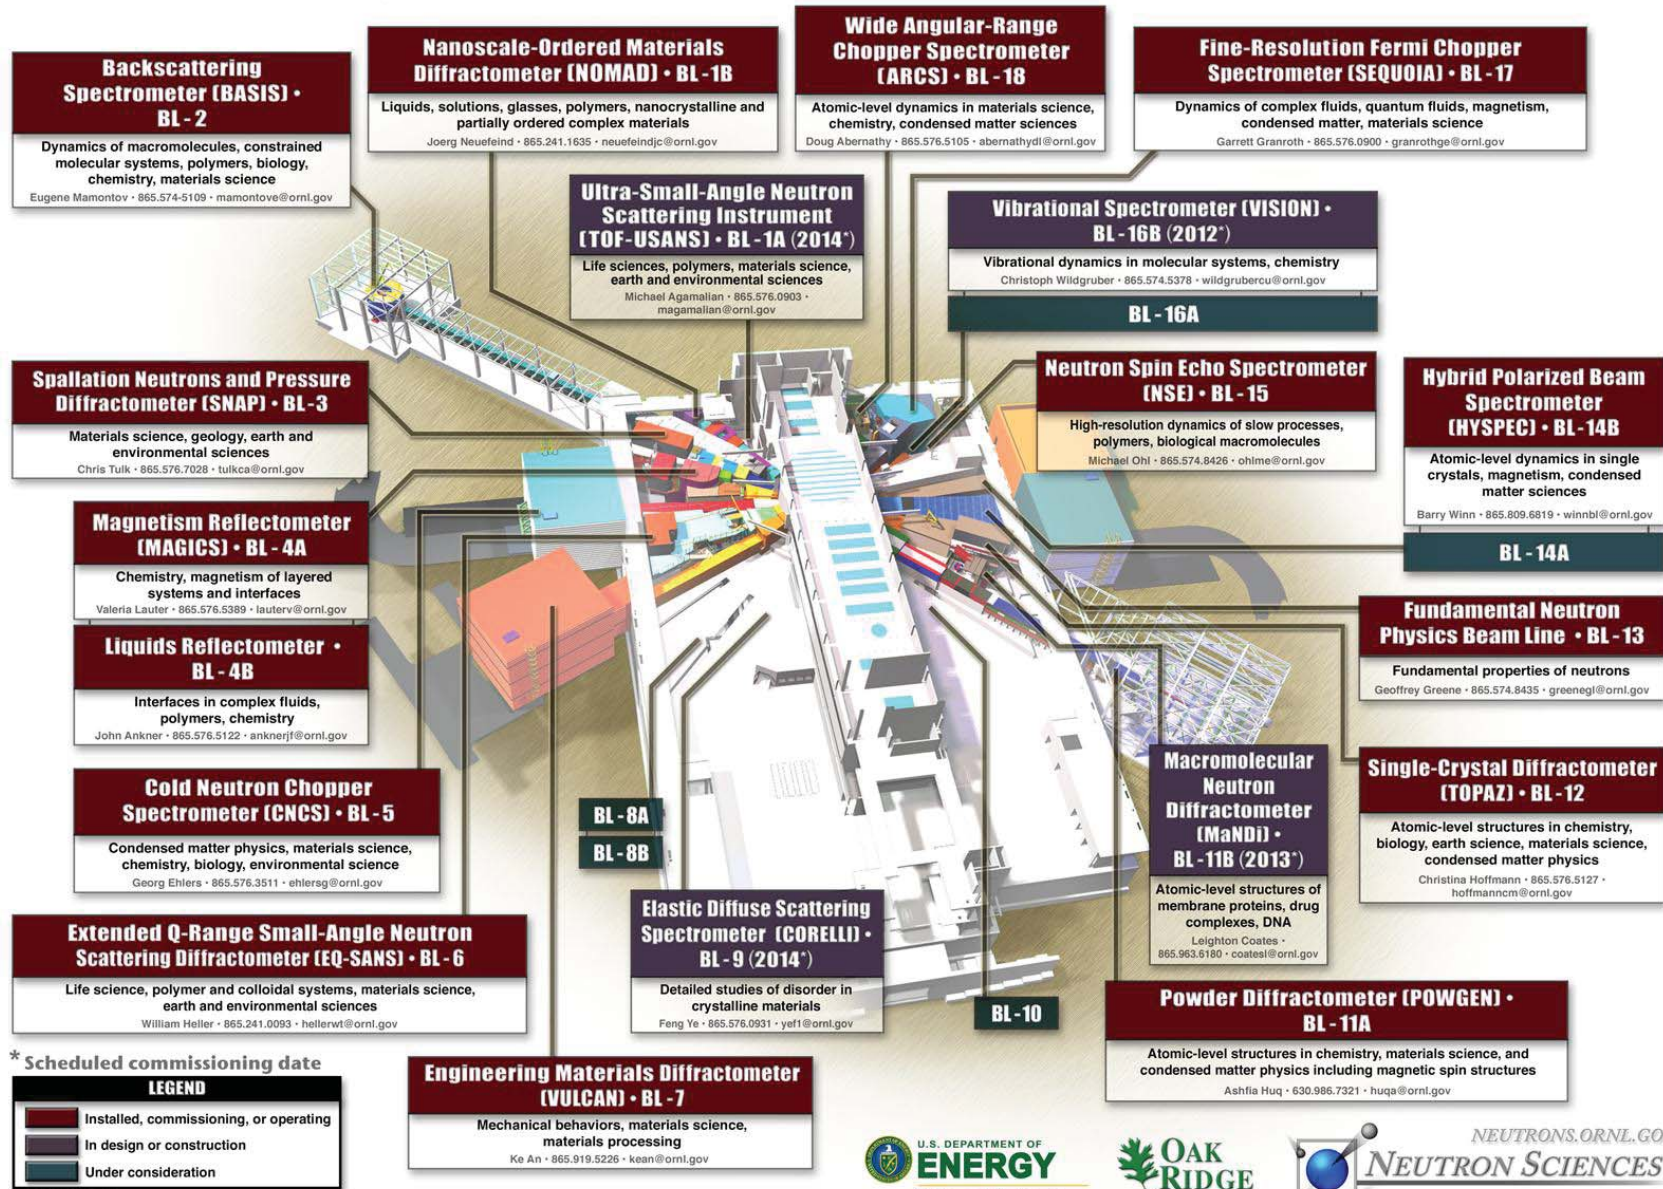 Backscattering
Spectrometer (BASIS) •
BL-2
Dynamics of macromolecules, constrained
molecular systems, polymers, biology,
chemistry, materials science
Eugene Mamontov • 865.574-5109 • mamontove@ornl.gov
Nanoscale-Ordered Materials
Diffractometer (NOMAD) • BL-1B
Liquids, solutions, glasses, polymers, nanocrystalline and
partially ordered complex materials
Joerg Neuefeind • 865.241.1635 • neuefeindjc@ornl.gov
Wide Angular-Range
Chopper Spectrometer
(ARCS) • BL-18
Atomic-level dynamics in materials science,
chemistry, condensed matter sciences
Doug Abernathy • 865.576.5105 • abernathydl@ornl.gov
Fine-Resolution Fermi Chopper
Spectrometer (SEQUOIA) • BL-17
Dynamics of complex fluids, quantum fluids, magnetism,
condensed matter, materials science
Garrett Granroth • 865.576.0900 • granrothge@ornl.gov
Ultra-Small-Angle Neutron
Scattering Instrument
(TOF-USANS) • BL-1A (2014*)
Life sciences, polymers, materials science,
earth and environmental sciences
Michael Agamalian • 865.576.0903 •
magamalian@ornl.gov
Vibrational Spectrometer (VISION) •
BL-16B (2012*)
Vibrational dynamics in molecular systems, chemistry
Christoph Wildgruber • 865.574.5378 • wildgrubercu@ornl.gov
BL-16A
Spallation Neutrons and Pressure
Diffractometer (SNAP) • BL-3
Materials science, geology, earth and
environmental sciences
Chris Tulk • 865.576.7028 • tulkca@ornl.gov
Neutron Spin Echo Spectrometer
(NSE) • BL-15
High-resolution dynamics of slow processes,
polymers, biological macromolecules
Michael Ohl • 865.574.8426 • ohlme@ornl.gov
Hybrid Polarized Beam
Spectrometer
(HYSPEC) • BL-14B
Atomic-level dynamics in single
crystals, magnetism, condensed
matter sciences
Barry Winn • 865.809.6819 • winnbl@ornl.gov
BL-14A
Magnetism Reflectometer
(MAGICS) • BL-4A
Chemistry, magnetism of layered
systems and interfaces
Valeria Lauter • 865.576.5389 • lauterv@ornl.gov
Liquids Reflectometer •
BL-4B
Interfaces in complex fluids,
polymers, chemistry
John Ankner • 865.576.5122 • anknerjf@ornl.gov
Fundamental Neutron
Physics Beam Line • BL-13
Fundamental properties of neutrons
Geoffrey Greene • 865.574.8435 • greenegl@ornl.gov
Cold Neutron Chopper
Spectrometer (CNCS) • BL-5
Condensed matter physics, materials science,
chemistry, biology, environmental science
Georg Ehlers • 865.576.3511 • ehlersg@ornl.gov
BL-8A
BL-8B
Macromolecular
Neutron
Diffractometer
(MaNDi) •
BL-11B (2013*)
Atomic-level structures of
membrane proteins, drug
complexes, DNA
Leighton Coates •
865.963.6180 • coatesl@ornl.gov
Single-Crystal Diffractometer
(TOPAZ) • BL-12
Atomic-level structures in chemistry,
biology, earth science, materials science,
condensed matter physics
Christina Hoffmann • 865.576.5127 •
hoffmanncm@ornl.gov
Extended Q-Range Small-Angle Neutron
Scattering Diffractometer (EQ-SANS) • BL-6
Life science, polymer and colloidal systems, materials science,
earth and environmental sciences
William Heller • 865.241.0093 • hellerwt@ornl.gov
Elastic Diffuse Scattering
Spectrometer (CORELLI) •
BL-9 (2014*)
Detailed studies of disorder in
crystalline materials
Feng Ye • 865.576.0931 • yef1@ornl.gov
BL-10
Powder Diffractometer (POWGEN) •
BL-11A
Atomic-level structures in chemistry, materials science, and
condensed matter physics including magnetic spin structures
Ashfia Huq • 630.986.7321 • huqa@ornl.gov
* Scheduled commissioning date
LEGEND
Installed, commissioning, or operating
In design or construction
Under consideration
Engineering Materials Diffractometer
(VULCAN) • BL-7
Mechanical behaviors, materials science,
materials processing
Ke An • 865.919.5226 • kean@ornl.gov
U.S. DEPARTMENT OF
ENERGY
OAK
RIDGE
NEUTRONS.ORNL.GO
NEUTRON SCIENCES